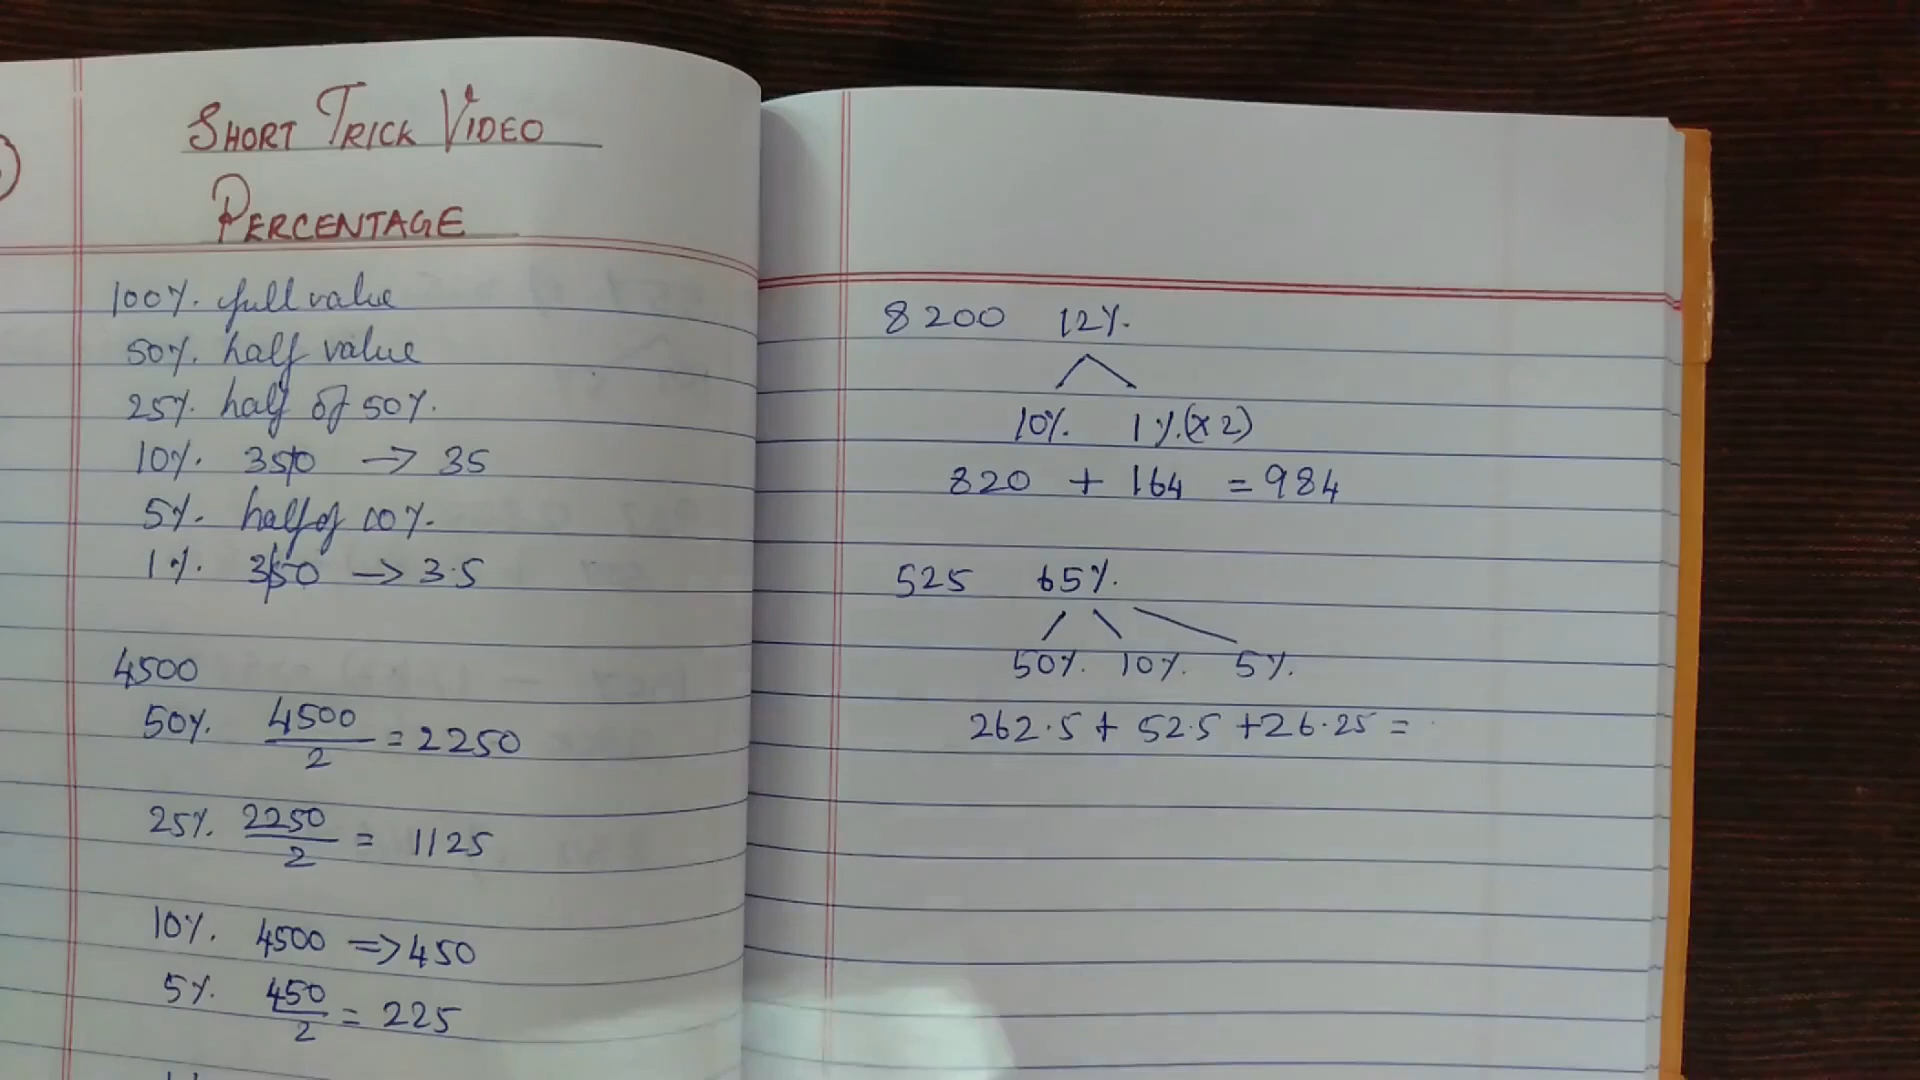 SHORT TRICK VIDEO
PERCENTAGE
100%. full value
50%. half value
25%. half of 50%.
10%. 350 → 35
5%. half of 10%.
1%. 350 → 3.5
4500
50%. 4500/2 = 2250
25%. 2250/2 = 1125
10%. 4500 => 450
5%. 450/2 = 225
8200 12%.
10%. 1%.(x2)
820 + 164 = 984
525 65%.
50%. 10%. 5%.
262.5 + 52.5 + 26.25 =